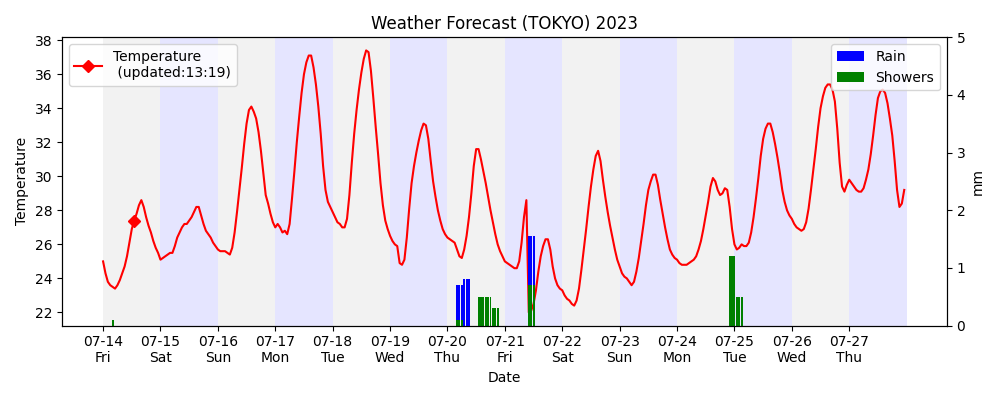 Weather Forecast (TOKYO) 2023
Temperature
(updated:13:19)
Rain
Showers
38
36
34
32
30
28
26
24
22
Temperature
5
4
3
2
1
0
mm
07-14 07-15 07-16 07-17 07-18 07-19 07-20 07-21 07-22 07-23 07-24 07-25 07-26 07-27
Fri Sat Sun Mon Tue Wed Thu Fri Sat Sun Mon Tue Wed Thu
Date